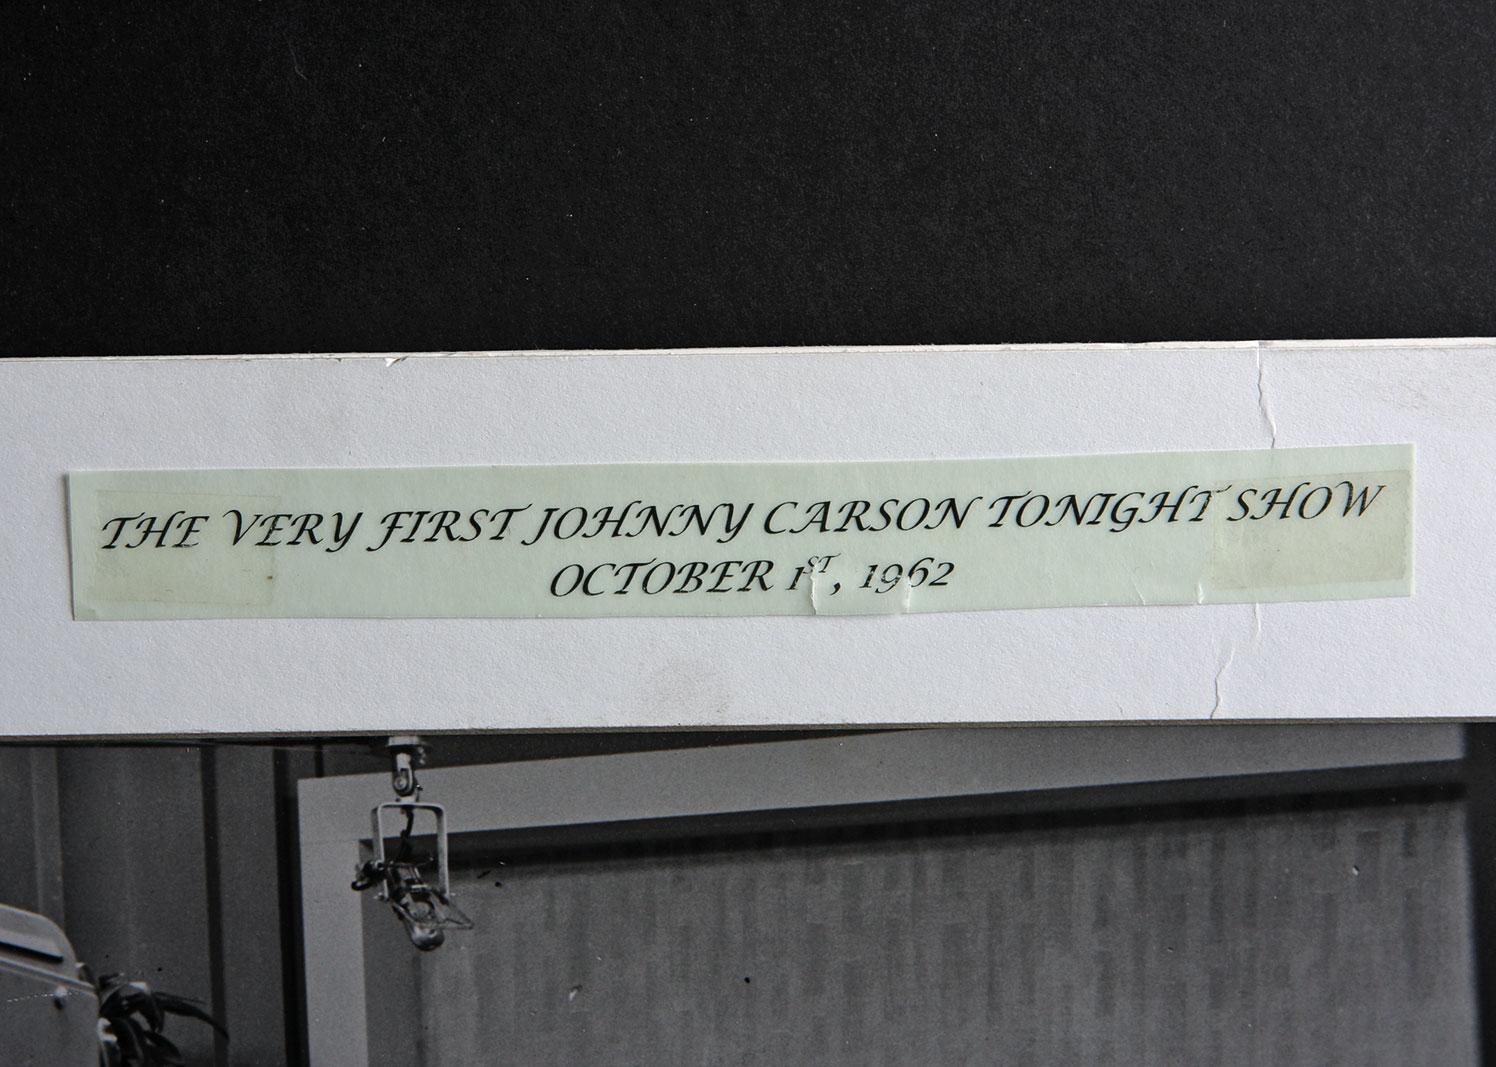 THE VERY FIRST JOHNNY CARSON TONIGHT SHOW
OCTOBER 1ST, 1962